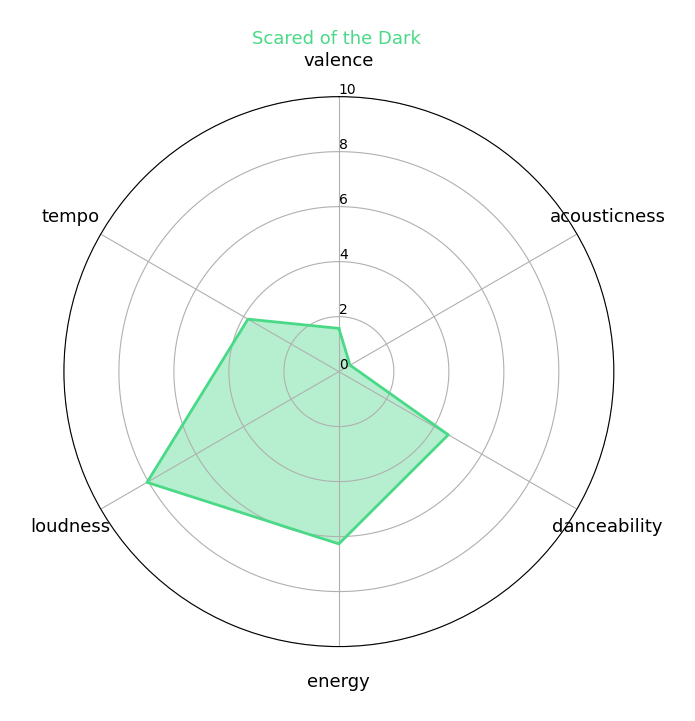 Scared of the Dark
valence
10
8
6
4
2
0
tempo
acousticness
loudness
danceability
energy